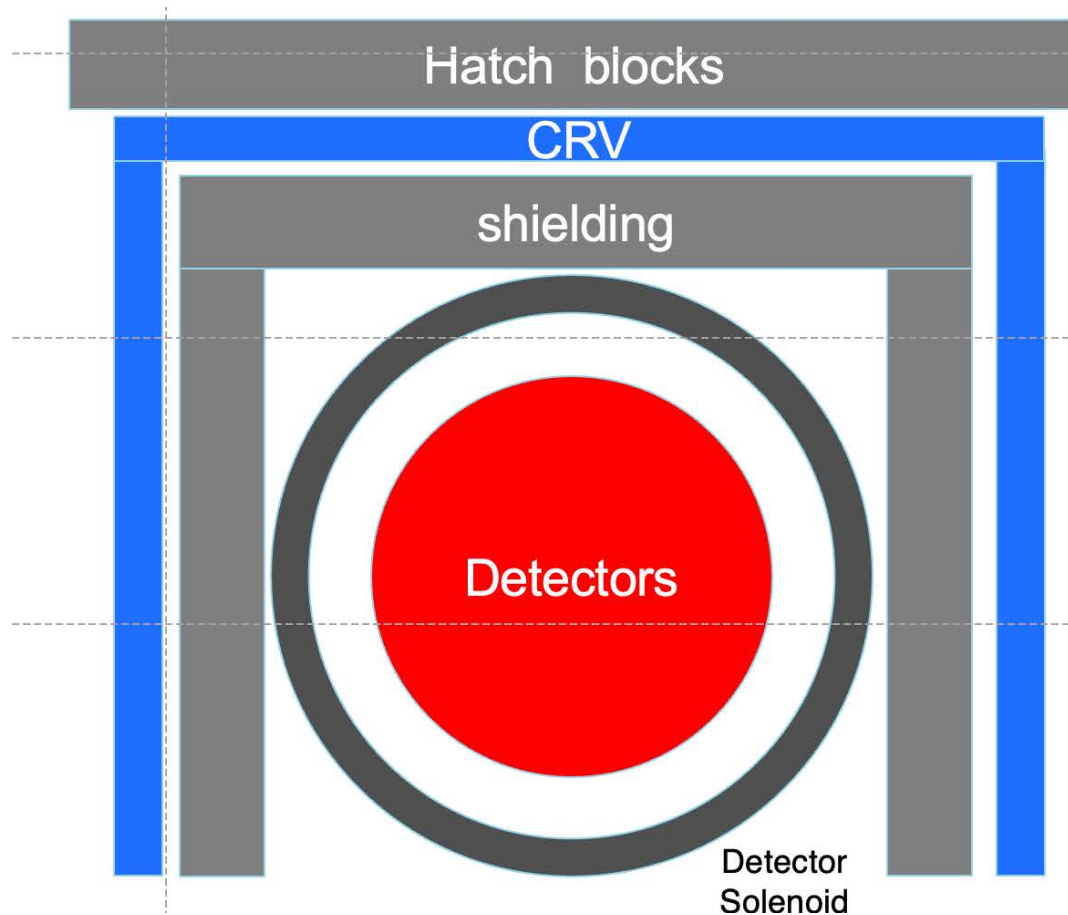 Hatch blocks
CRV
shielding
Detectors
Detector
Solenoid